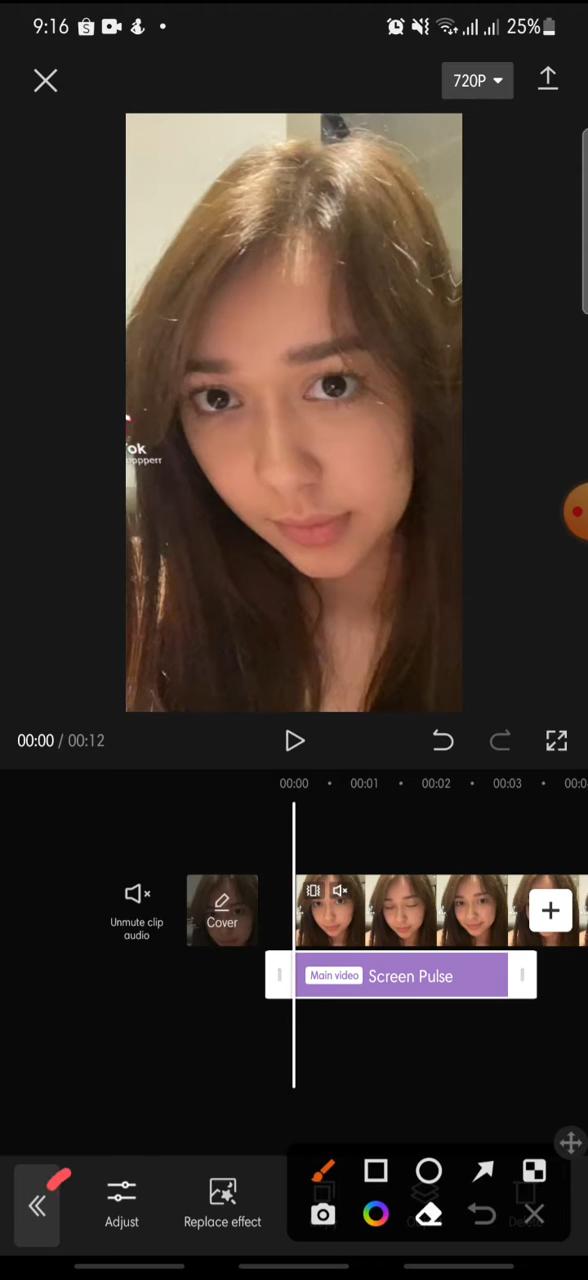 9:16
25%
720P
ok
00:00 / 00:12
00:00
00:01
00:02
00:03
Unmute clip
audio
Cover
Main video
Screen Pulse
Adjust
Replace effect